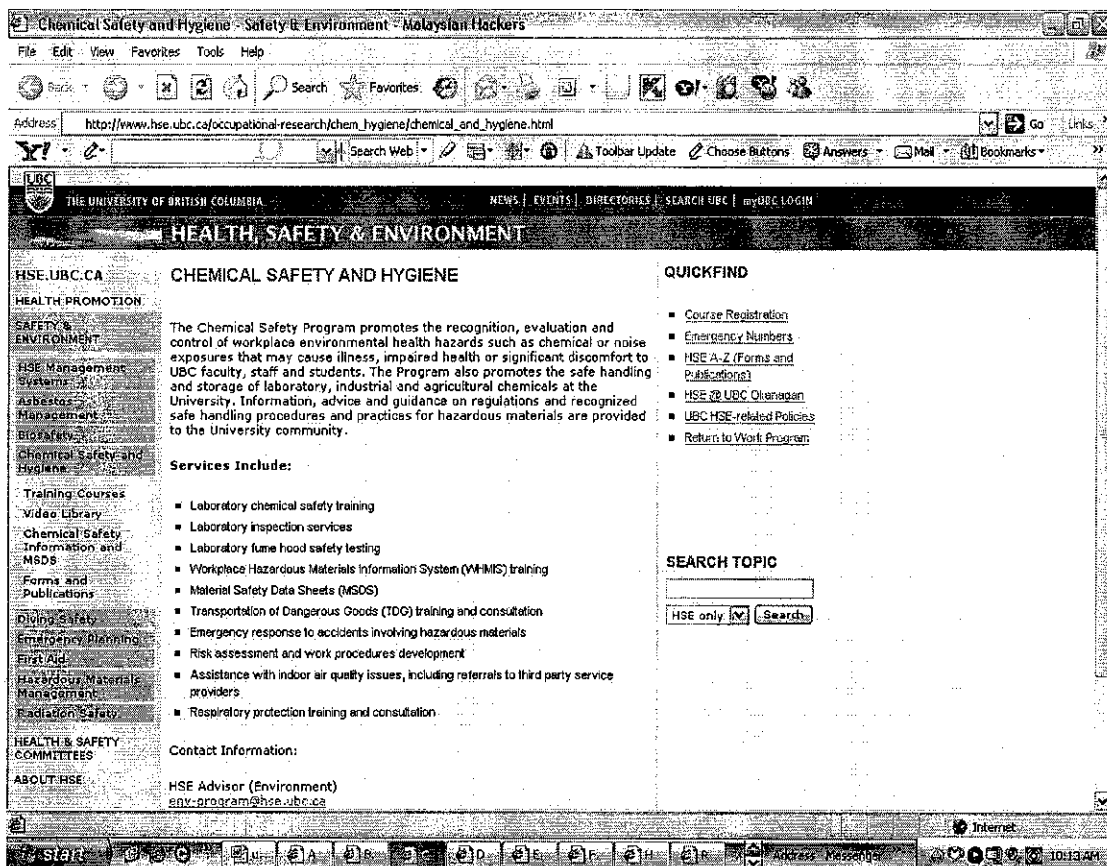 Chemical Safety and Hygiene - Safety & Environment - Malaysian Hackers
File Edit View Favorites Tools Help
Back Search Favorites
Address http://www.hse.ubc.ca/occupational-research/chem_hygiene/chemical_and_hygiene.html Go Links
Y! Search Web Toolbar Update Choose Buttons Answers Mail Bookmarks
UBC
THE UNIVERSITY OF BRITISH COLUMBIA NEWS | EVENTS | DIRECTORIES | SEARCH UBC | myUBC LOGIN
HEALTH, SAFETY & ENVIRONMENT
HSE.UBC.CA
HEALTH PROMOTION
SAFETY &
ENVIRONMENT
HSE Management
Systems
Asbestos
Management
Biosafety
Chemical Safety and
Hygiene
Training Courses
Video Library
Chemical Safety
Information and
MSDS
Forms and
Publications
Diving Safety
Emergency Planning
First Aid
Hazardous Materials
Management
Radiation Safety
HEALTH & SAFETY
COMMITTEES
ABOUT HSE
CHEMICAL SAFETY AND HYGIENE
The Chemical Safety Program promotes the recognition, evaluation and
control of workplace environmental health hazards such as chemical or noise
exposures that may cause illness, impaired health or significant discomfort to
UBC faculty, staff and students. The Program also promotes the safe handling
and storage of laboratory, industrial and agricultural chemicals at the
University. Information, advice and guidance on regulations and recognized
safe handling procedures and practices for hazardous materials are provided
to the University community.
Services Include:
Laboratory chemical safety training
Laboratory inspection services
Laboratory fume hood safety testing
Workplace Hazardous Materials Information System (WHMIS) training
Material Safety Data Sheets (MSDS)
Transportation of Dangerous Goods (TDG) training and consultation
Emergency response to accidents involving hazardous materials
Risk assessment and work procedures development
Assistance with indoor air quality issues, including referrals to third party service
providers
Respiratory protection training and consultation
Contact Information:
HSE Advisor (Environment)
env-program@hse.ubc.ca
QUICKFIND
Course Registration
Emergency Numbers
HSE A-Z (Forms and
Publications)
HSE @ UBC Okanagan
UBC HSE-related Policies
Return to Work Program
SEARCH TOPIC
HSE only Search
Internet
start Address Messenger 10:13 AM